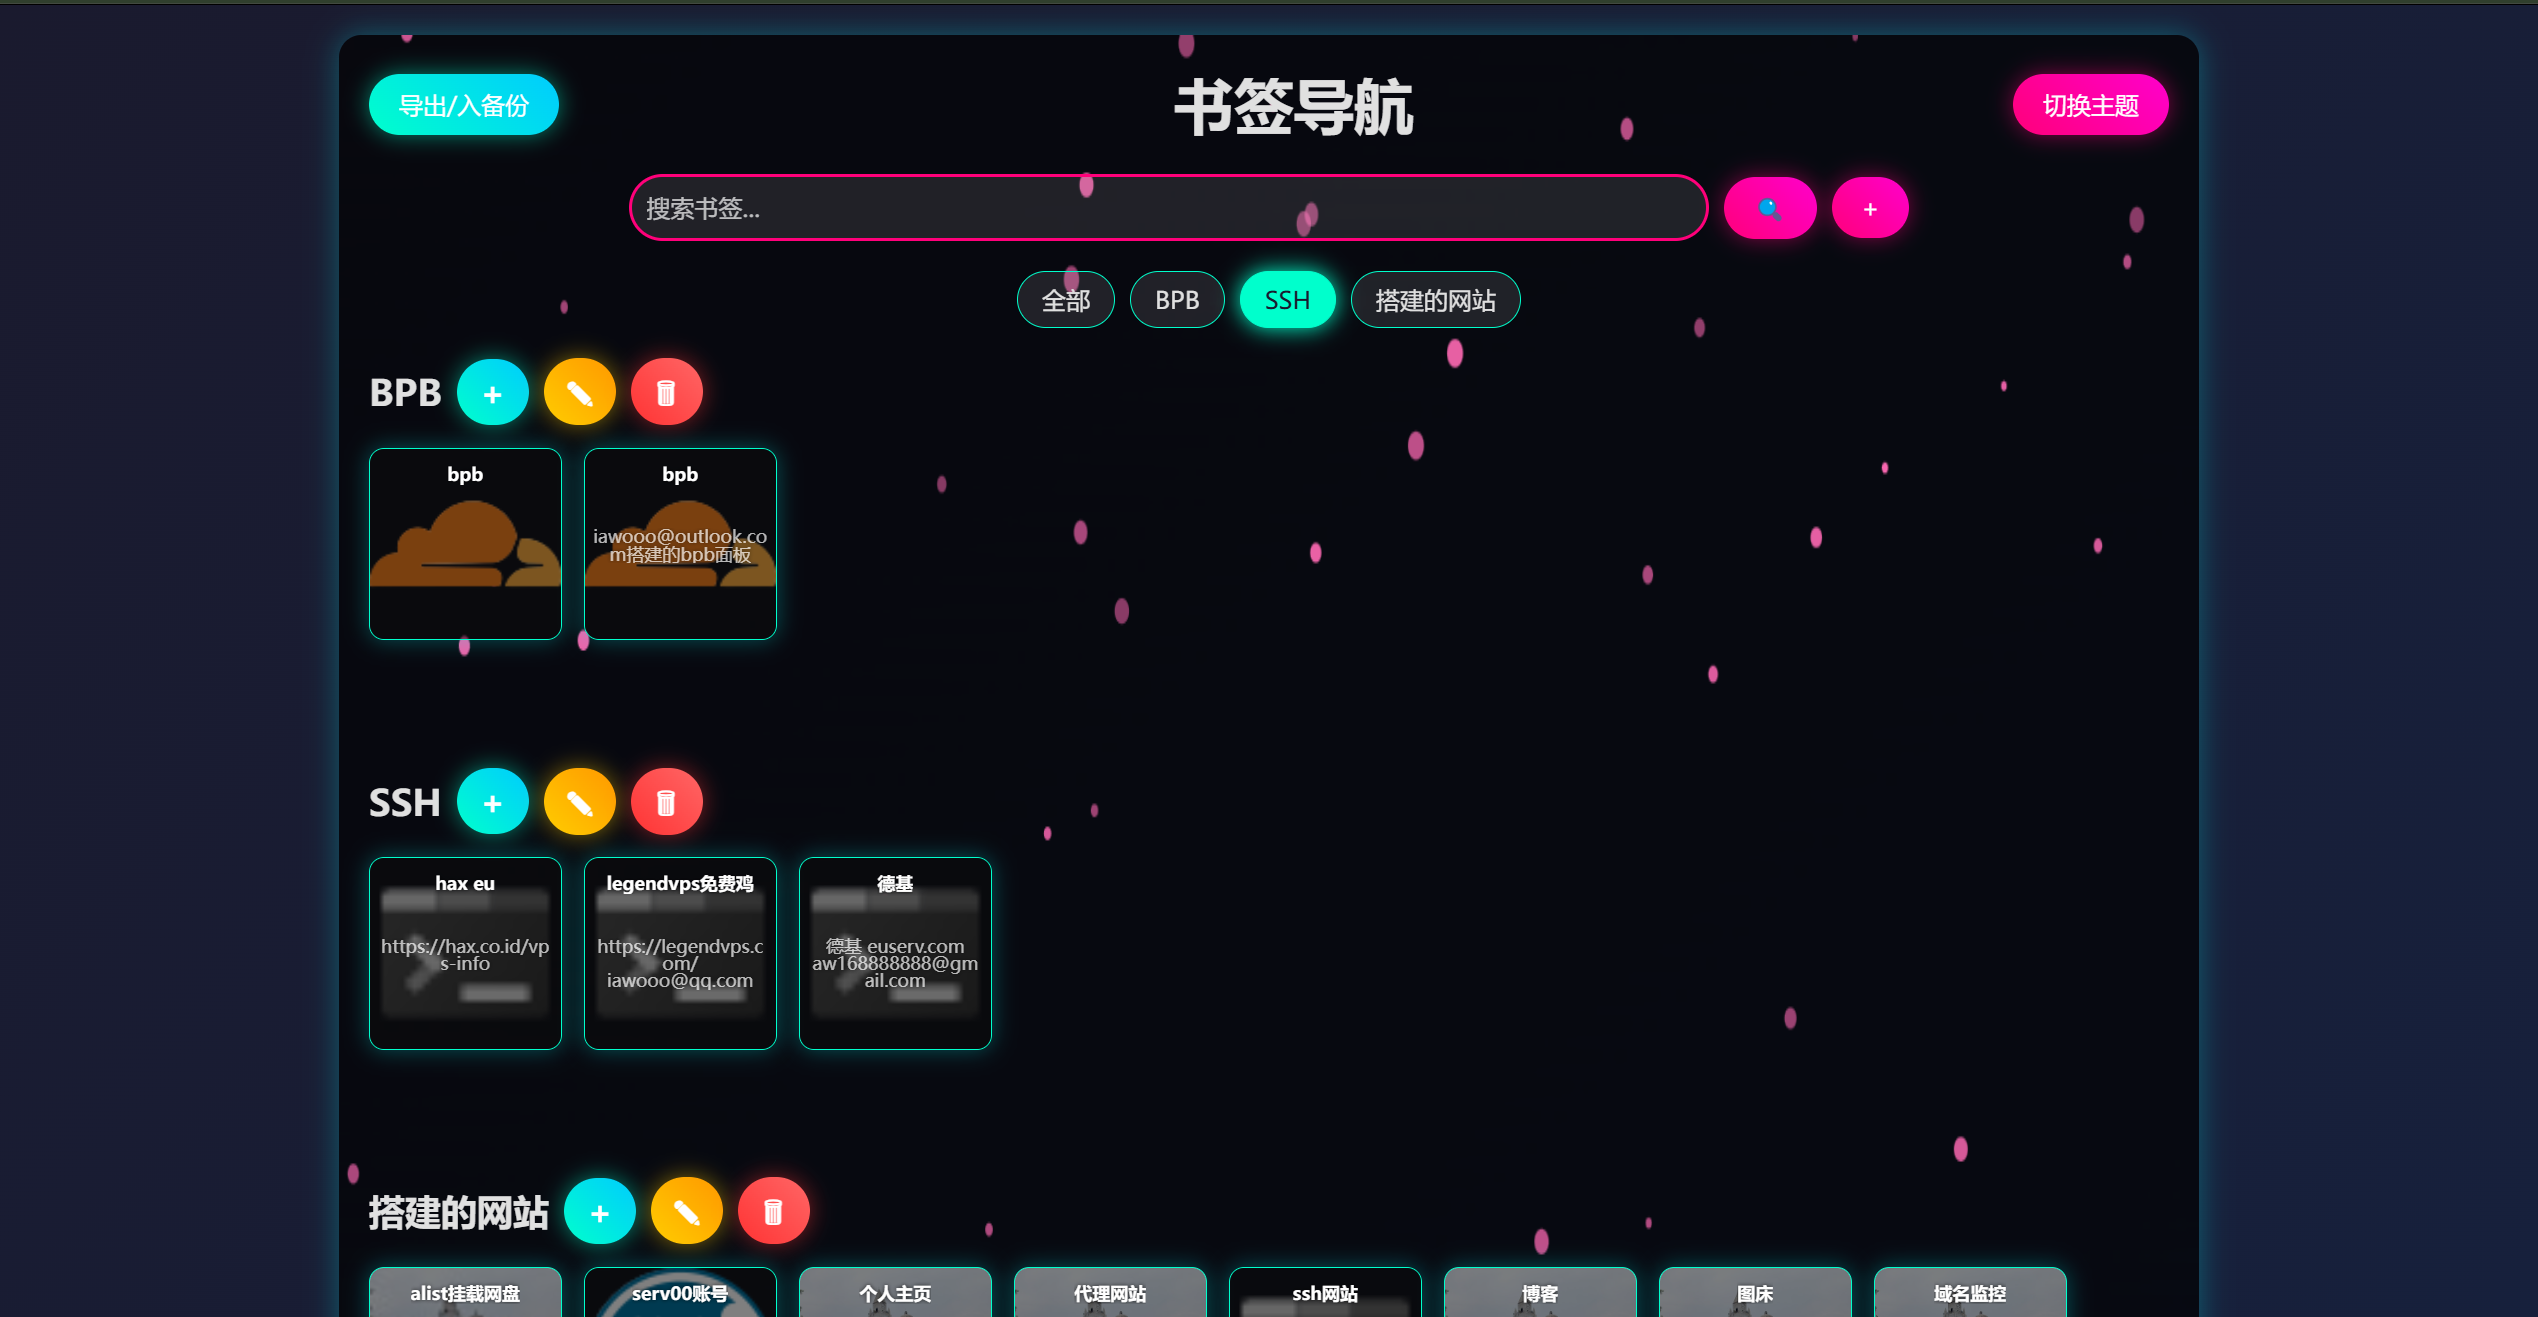 导出/入备份
书签导航
切换主题
搜索书签...
+
全部
BPB
SSH
搭建的网站
BPB
+
bpb
bpb
iawooo@outlook.co
m搭建的bpb面板
SSH
+
hax eu
https://hax.co.id/vp
s-info
legendvps免费鸡
https://legendvps.c
om/
iawooo@qq.com
德基
德基 euserv.com
aw168888888@gm
ail.com
搭建的网站
+
alist挂载网盘
serv00账号
个人主页
代理网站
ssh网站
博客
图床
域名监控